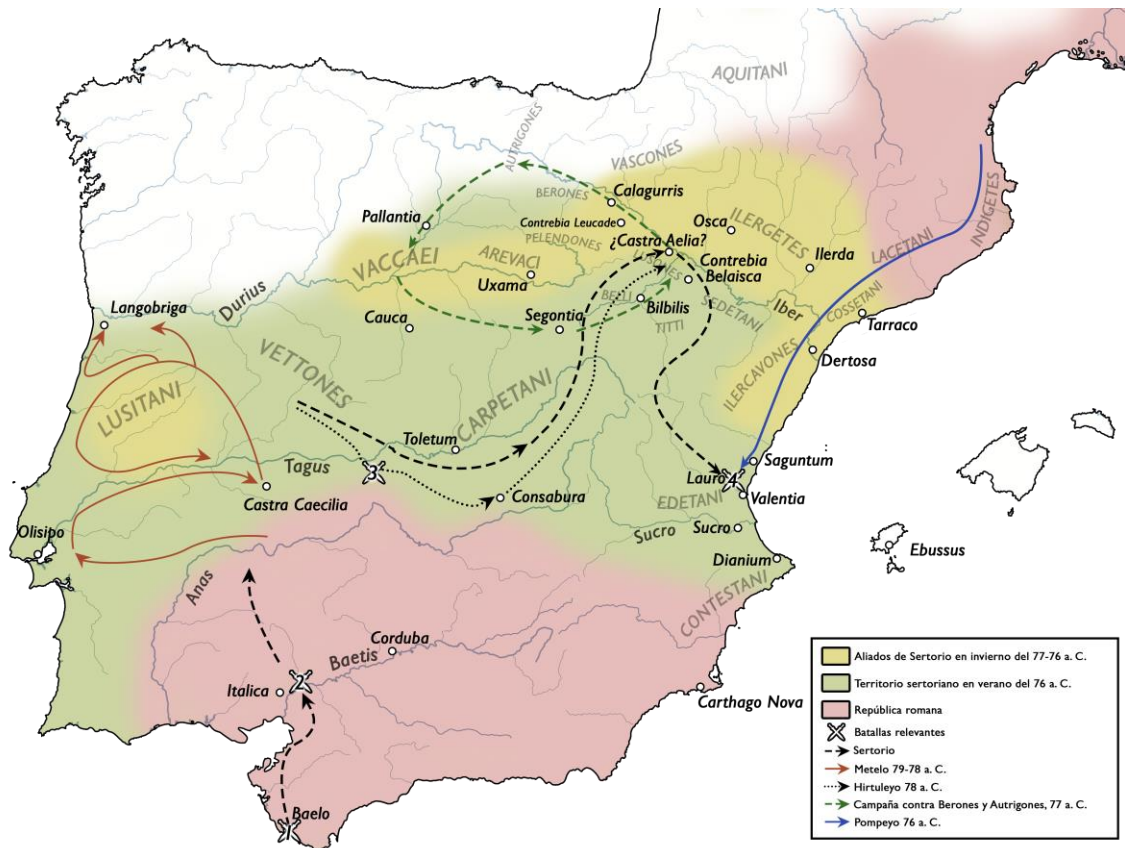 AQUITANI
AUTRIGONES
VASCONES
BERONES
Calagurris
INDIGETES
Pallantia
Contrebia Leucade
Osca
ILERGETES
PELENDONES
¿Castra Aelia?
LACETANI
VACCAEI
AREVACI
LUSONES
Contrebia
Belaisca
Ilerda
Uxama
Langobriga
Durius
BELLI
Bilbilis
SEDETANI
Iber
COSSETANI
Cauca
Segontia
TITTI
Tarraco
VETTONES
Dertosa
LUSITANI
CARPETANI
ILERCAVONES
Toletum
Tagus
3
Saguntum
Castra Caecilia
Consabura
Lauro
4
EDETANI
Valentia
Olisipo
Sucro
Sucro
Ebussus
Dianium
Anas
CONTESTANI
Corduba
Baetis
Italica
2
Carthago Nova
Baelo
1
Aliados de Sertorio en invierno del 77-76 a. C.
Territorio sertoriano en verano del 76 a. C.
República romana
Batallas relevantes
Sertorio
Metelo 79-78 a. C.
Hirtuleyo 78 a. C.
Campaña contra Berones y Autrigones, 77 a. C.
Pompeyo 76 a. C.